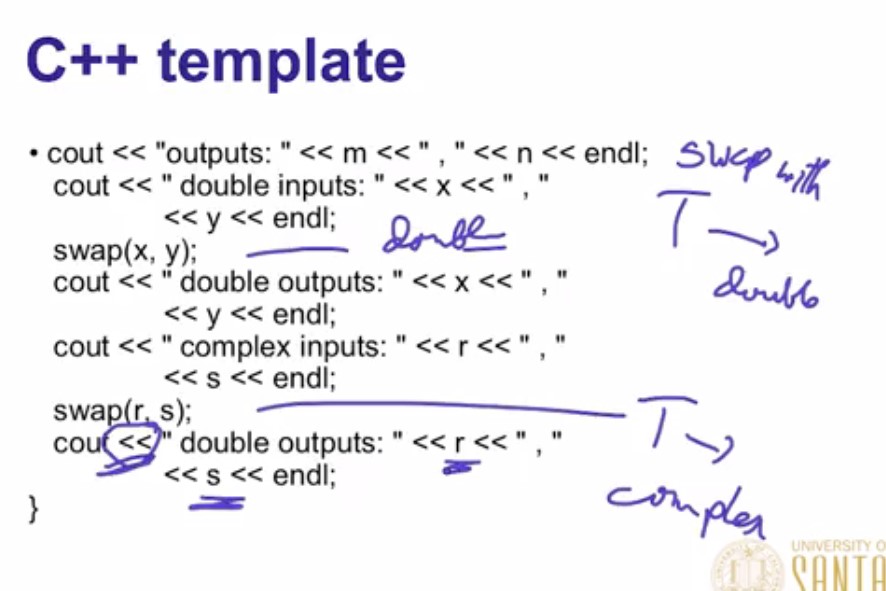 C++ template
• cout << "outputs: " << m << " , " << n << endl;
swap with
cout << " double inputs: " << x << " , "
<< y << endl;
T →
double
swap(x, y);
double
cout << " double outputs: " << x << " , "
<< y << endl;
cout << " complex inputs: " << r << " , "
<< s << endl;
swap(r, s);
T →
complex
cout << " double outputs: " << r << " , "
<< s << endl;
}
UNIVERSITY O
SANTA